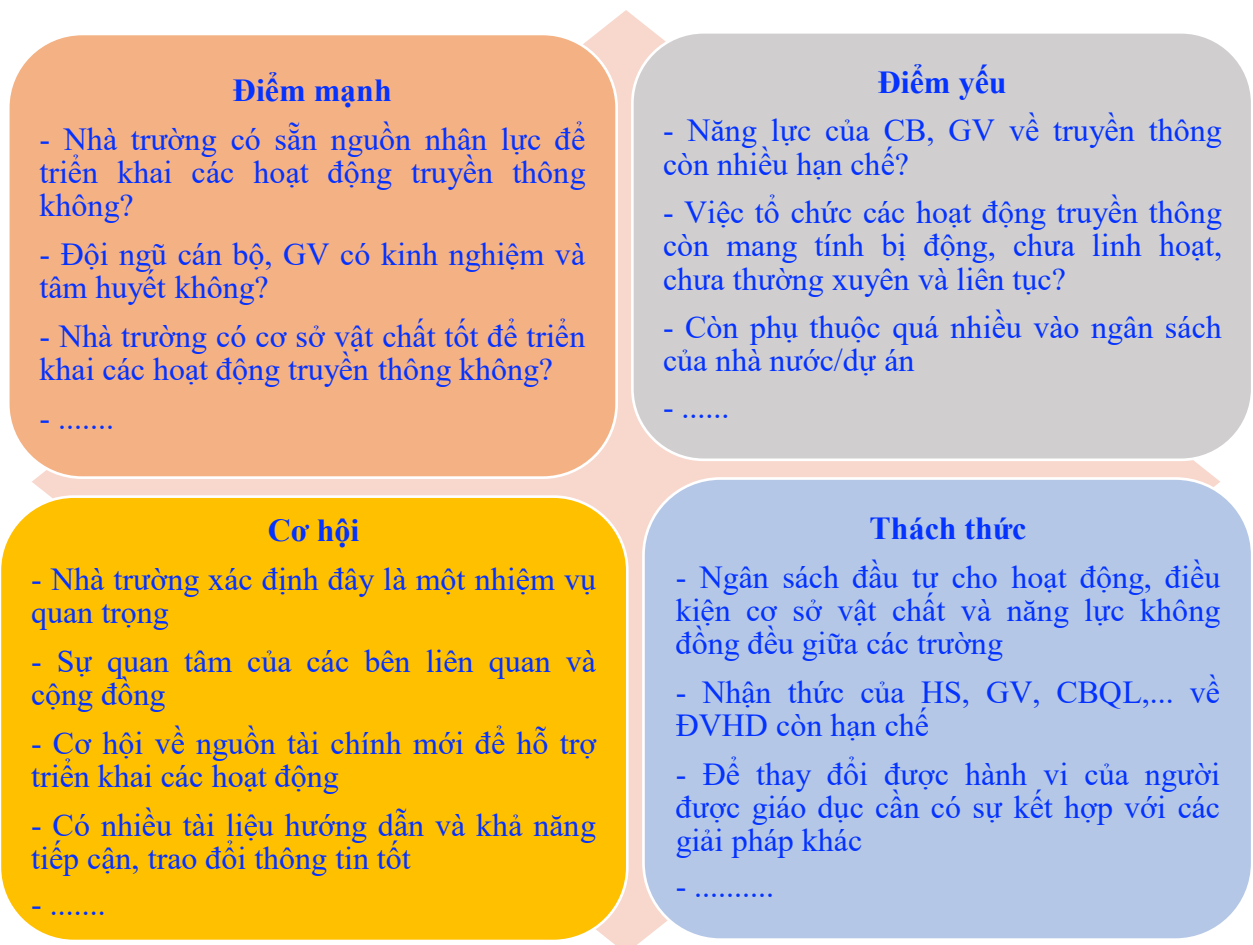 Điểm mạnh
- Nhà trường có sẵn nguồn nhân lực để
triển khai các hoạt động truyền thông
không?
- Đội ngũ cán bộ, GV có kinh nghiệm và
tâm huyết không?
- Nhà trường có cơ sở vật chất tốt để triển
khai các hoạt động truyền thông không?
- .......
Điểm yếu
- Năng lực của CB, GV về truyền thông
còn nhiều hạn chế?
- Việc tổ chức các hoạt động truyền thông
còn mang tính bị động, chưa linh hoạt,
chưa thường xuyên và liên tục?
- Còn phụ thuộc quá nhiều vào ngân sách
của nhà nước/dự án
- ......
Cơ hội
- Nhà trường xác định đây là một nhiệm vụ
quan trọng
- Sự quan tâm của các bên liên quan và
cộng đồng
- Cơ hội về nguồn tài chính mới để hỗ trợ
triển khai các hoạt động
- Có nhiều tài liệu hướng dẫn và khả năng
tiếp cận, trao đổi thông tin tốt
- .......
Thách thức
- Ngân sách đầu tư cho hoạt động, điều
kiện cơ sở vật chất và năng lực không
đồng đều giữa các trường
- Nhận thức của HS, GV, CBQL,... về
ĐVHD còn hạn chế
- Để thay đổi được hành vi của người
được giáo dục cần có sự kết hợp với các
giải pháp khác
- ..........